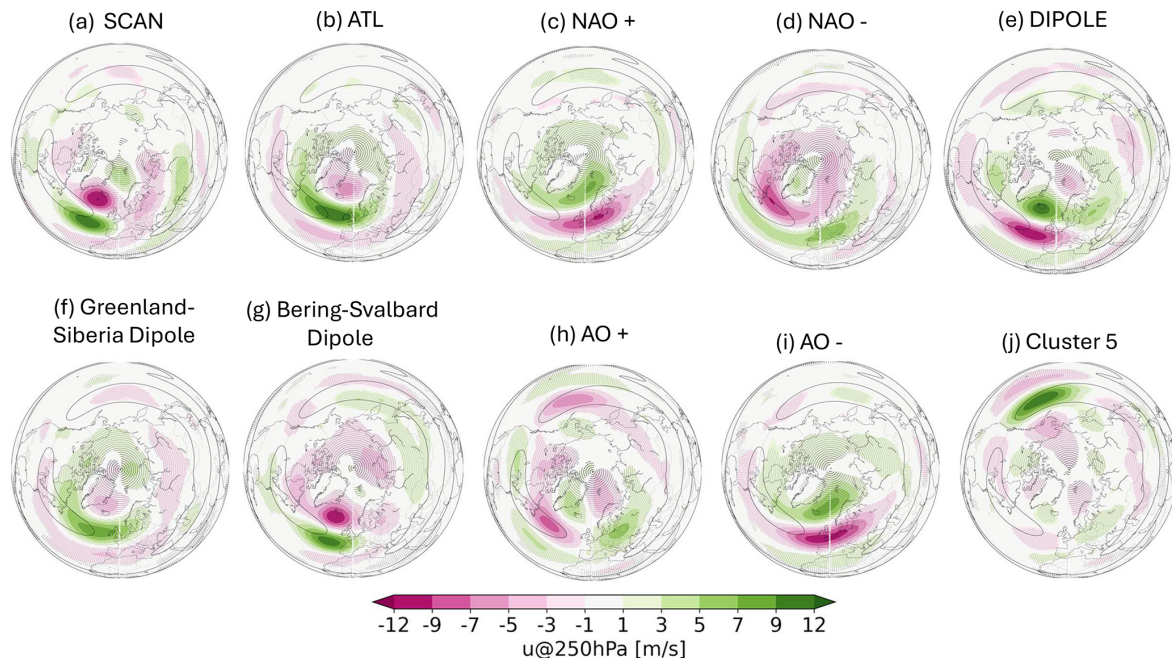 (a) SCAN
(b) ATL
(c) NAO +
(d) NAO -
(e) DIPOLE
(f) Greenland-
Siberia Dipole
(g) Bering-Svalbard
Dipole
(h) AO +
(i) AO -
(j) Cluster 5
-12 -9 -7 -5 -3 -1 1 3 5 7 9 12
u@250hPa [m/s]